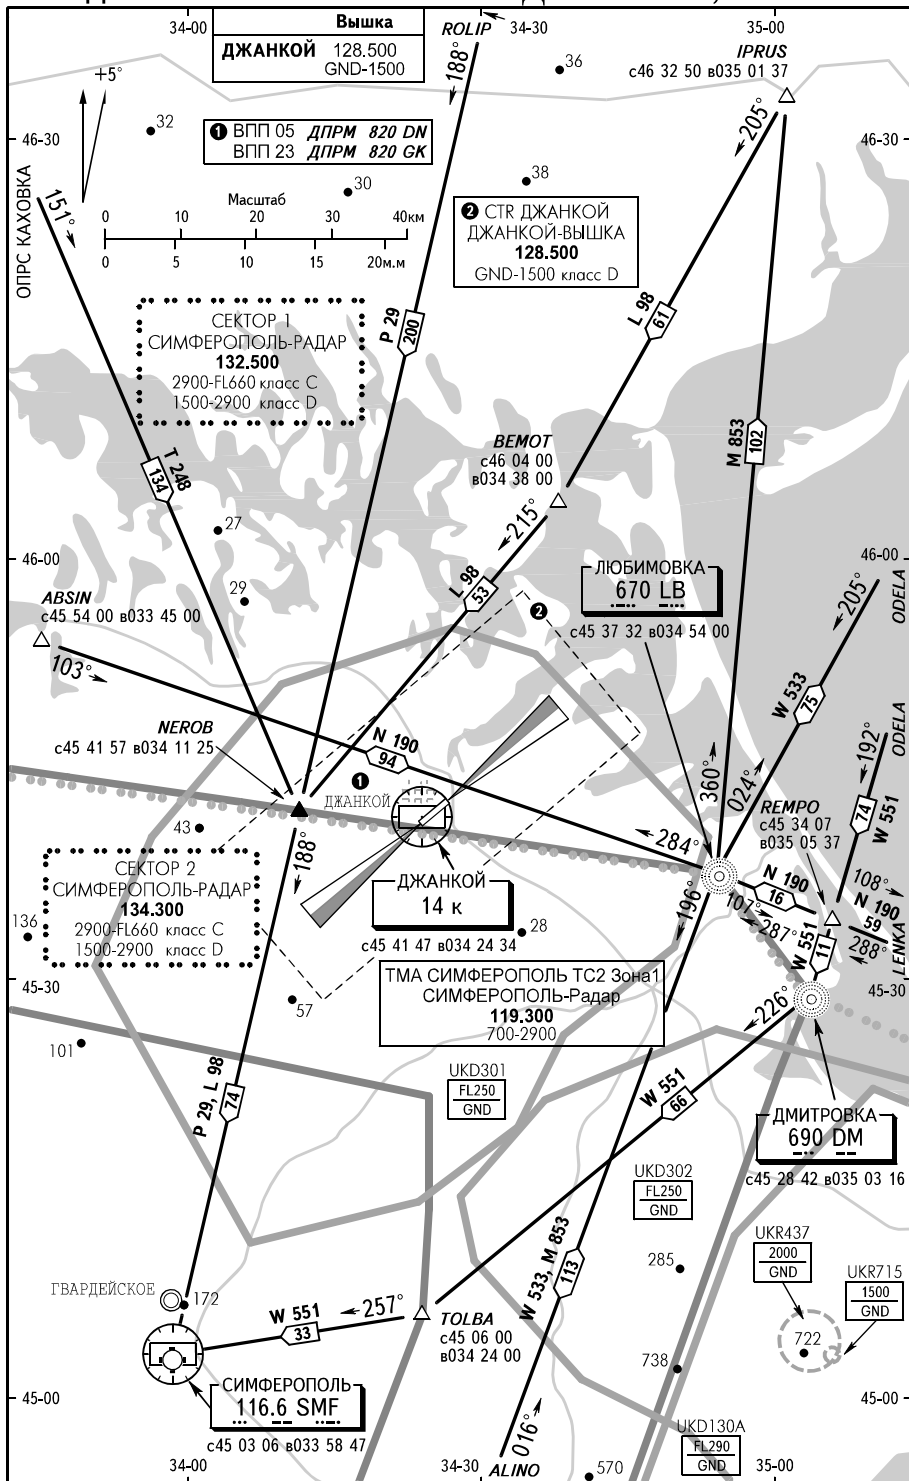 34-00
34-30
35-00
Вышка
ДЖАНКОЙ 128.500
GND-1500
ROLIP
188°
36
IPRUS
с46 32 50 в035 01 37
+5°
32
205°
46-30
46-30
❶ ВПП 05 ДПРМ 820 DN
ВПП 23 ДПРМ 820 GK
ОПРС КАХОВКА
151°
30
38
Масштаб
0 10 20 30 40км
0 5 10 15 20м.м
❷ CTR ДЖАНКОЙ
ДЖАНКОЙ-ВЫШКА
128.500
GND-1500 класс D
СЕКТОР 1
СИМФЕРОПОЛЬ-РАДАР
132.500
2900-FL660 класс C
1500-2900 класс D
P 29
200
L 98
61
M 853
102
T 248
134
BEMOT
с46 04 00
в034 38 00
215°
27
46-00
46-00
ЛЮБИМОВКА
670 LB
с45 37 32 в034 54 00
L 98
53
29
❷
205°
ODELA
ABSIN
с45 54 00 в033 45 00
103°
W 533
75
NEROB
с45 41 57 в034 11 25
N 190
94
360°
024°
192°
ODELA
❶
ДЖАНКОЙ
REMPO
с45 34 07
в035 05 37
74
W 551
43
188°
284°
СЕКТОР 2
СИМФЕРОПОЛЬ-РАДАР
134.300
2900-FL660 класс C
1500-2900 класс D
ДЖАНКОЙ
14 к
с45 41 47 в034 24 34
196°
N 190
16
107°
287°
108°
N 190
59
288°
LENKA
136
28
W 551
11
ТМА СИМФЕРОПОЛЬ ТС2 Зона1
СИМФЕРОПОЛЬ-Радар
119.300
700-2900
45-30
45-30
57
226°
101
UKD301
FL250
GND
P 29, L 98
74
W 551
66
ДМИТРОВКА
690 DM
с45 28 42 в035 03 16
UKD302
FL250
GND
W 533, M 853
113
UKR437
2000
GND
285
UKR715
1500
GND
ГВАРДЕЙСКОЕ
172
W 551
33
257°
TOLBA
с45 06 00
в034 24 00
722
738
СИМФЕРОПОЛЬ
116.6 SMF
с45 03 06 в033 58 47
45-00
45-00
016°
UKD130A
FL290
GND
ALINO
570
34-00
34-30
35-00